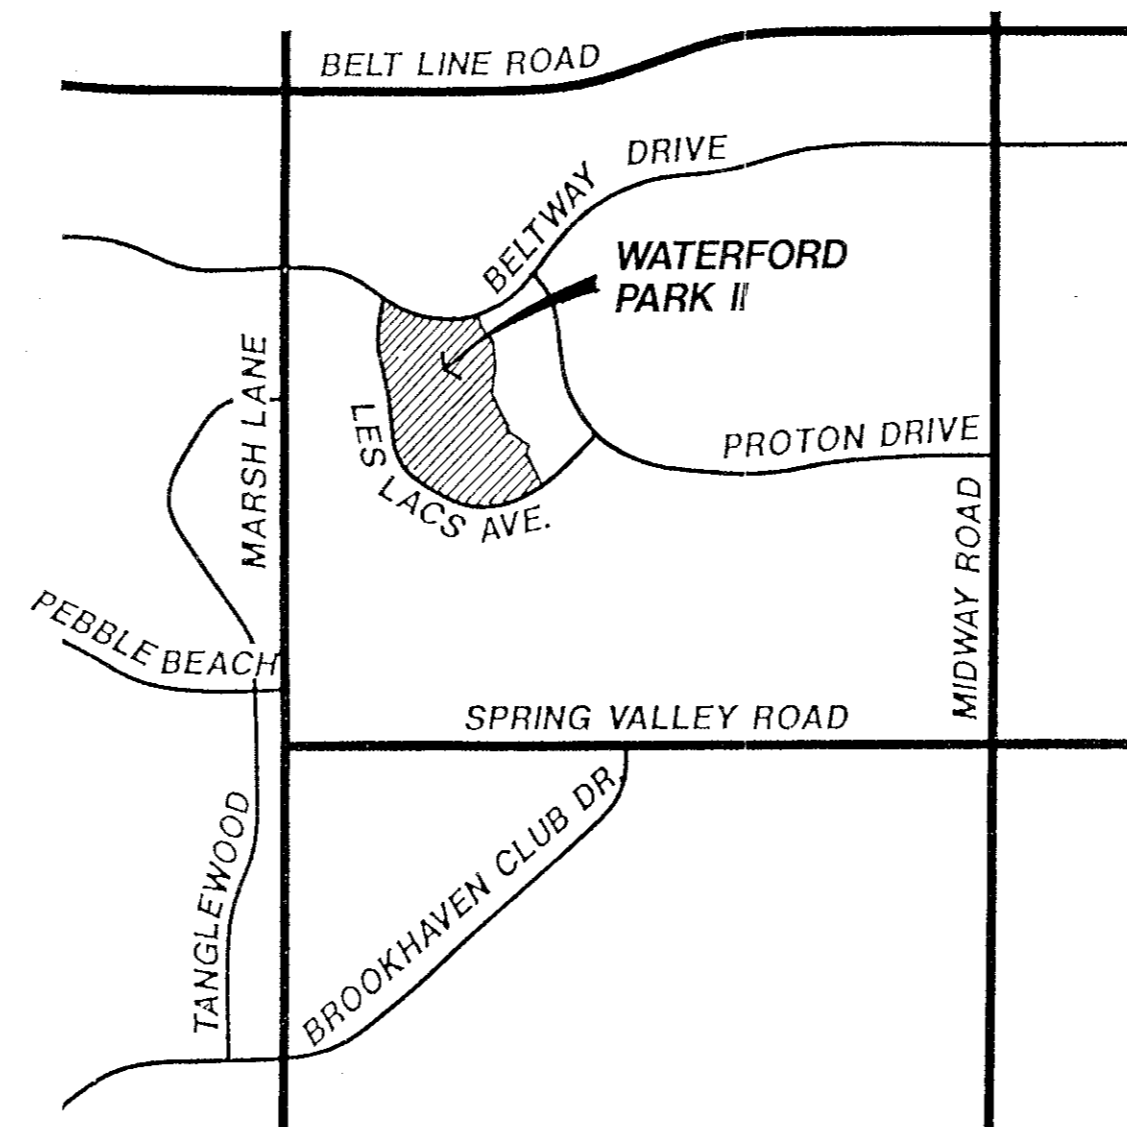 BELT LINE ROAD
BELTWAY DRIVE
WATERFORD
PARK II
MARSH LANE
LES LACS AVE.
PROTON DRIVE
MIDWAY ROAD
PEBBLE BEACH
SPRING VALLEY ROAD
BROOKHAVEN CLUB DR.
TANGLEWOOD